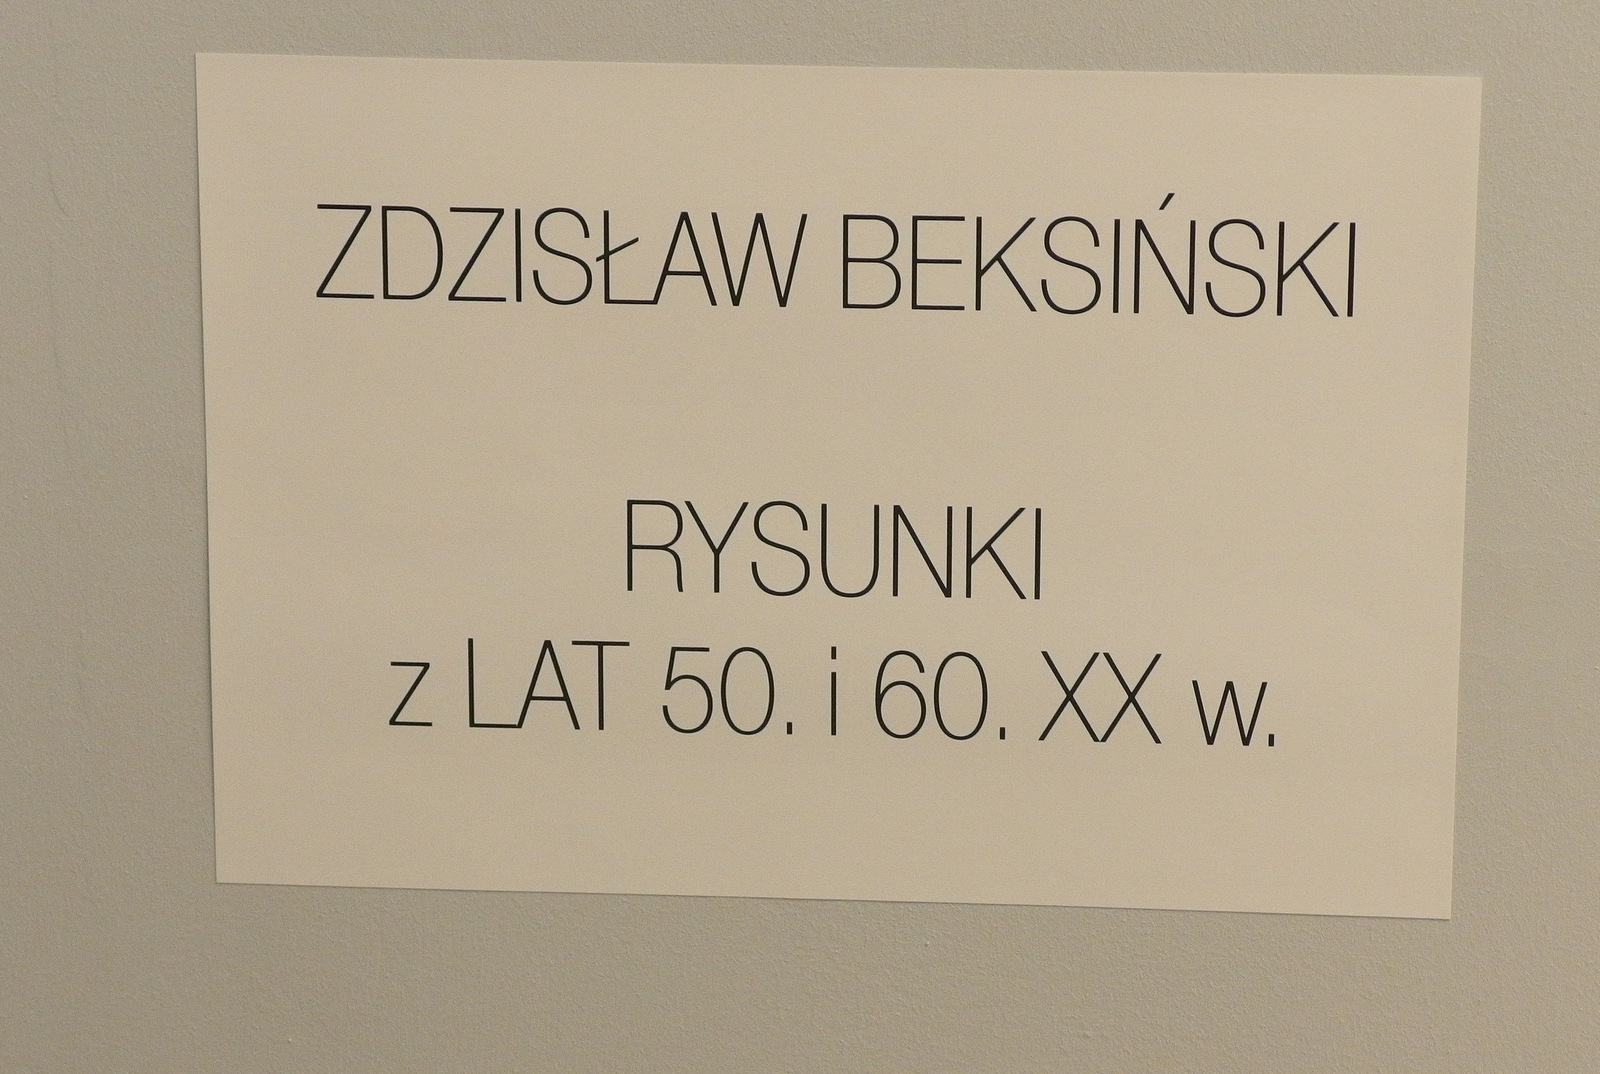 ZDZISŁAW BEKSIŃSKI
RYSUNKI
z LAT 50. i 60. XX w.